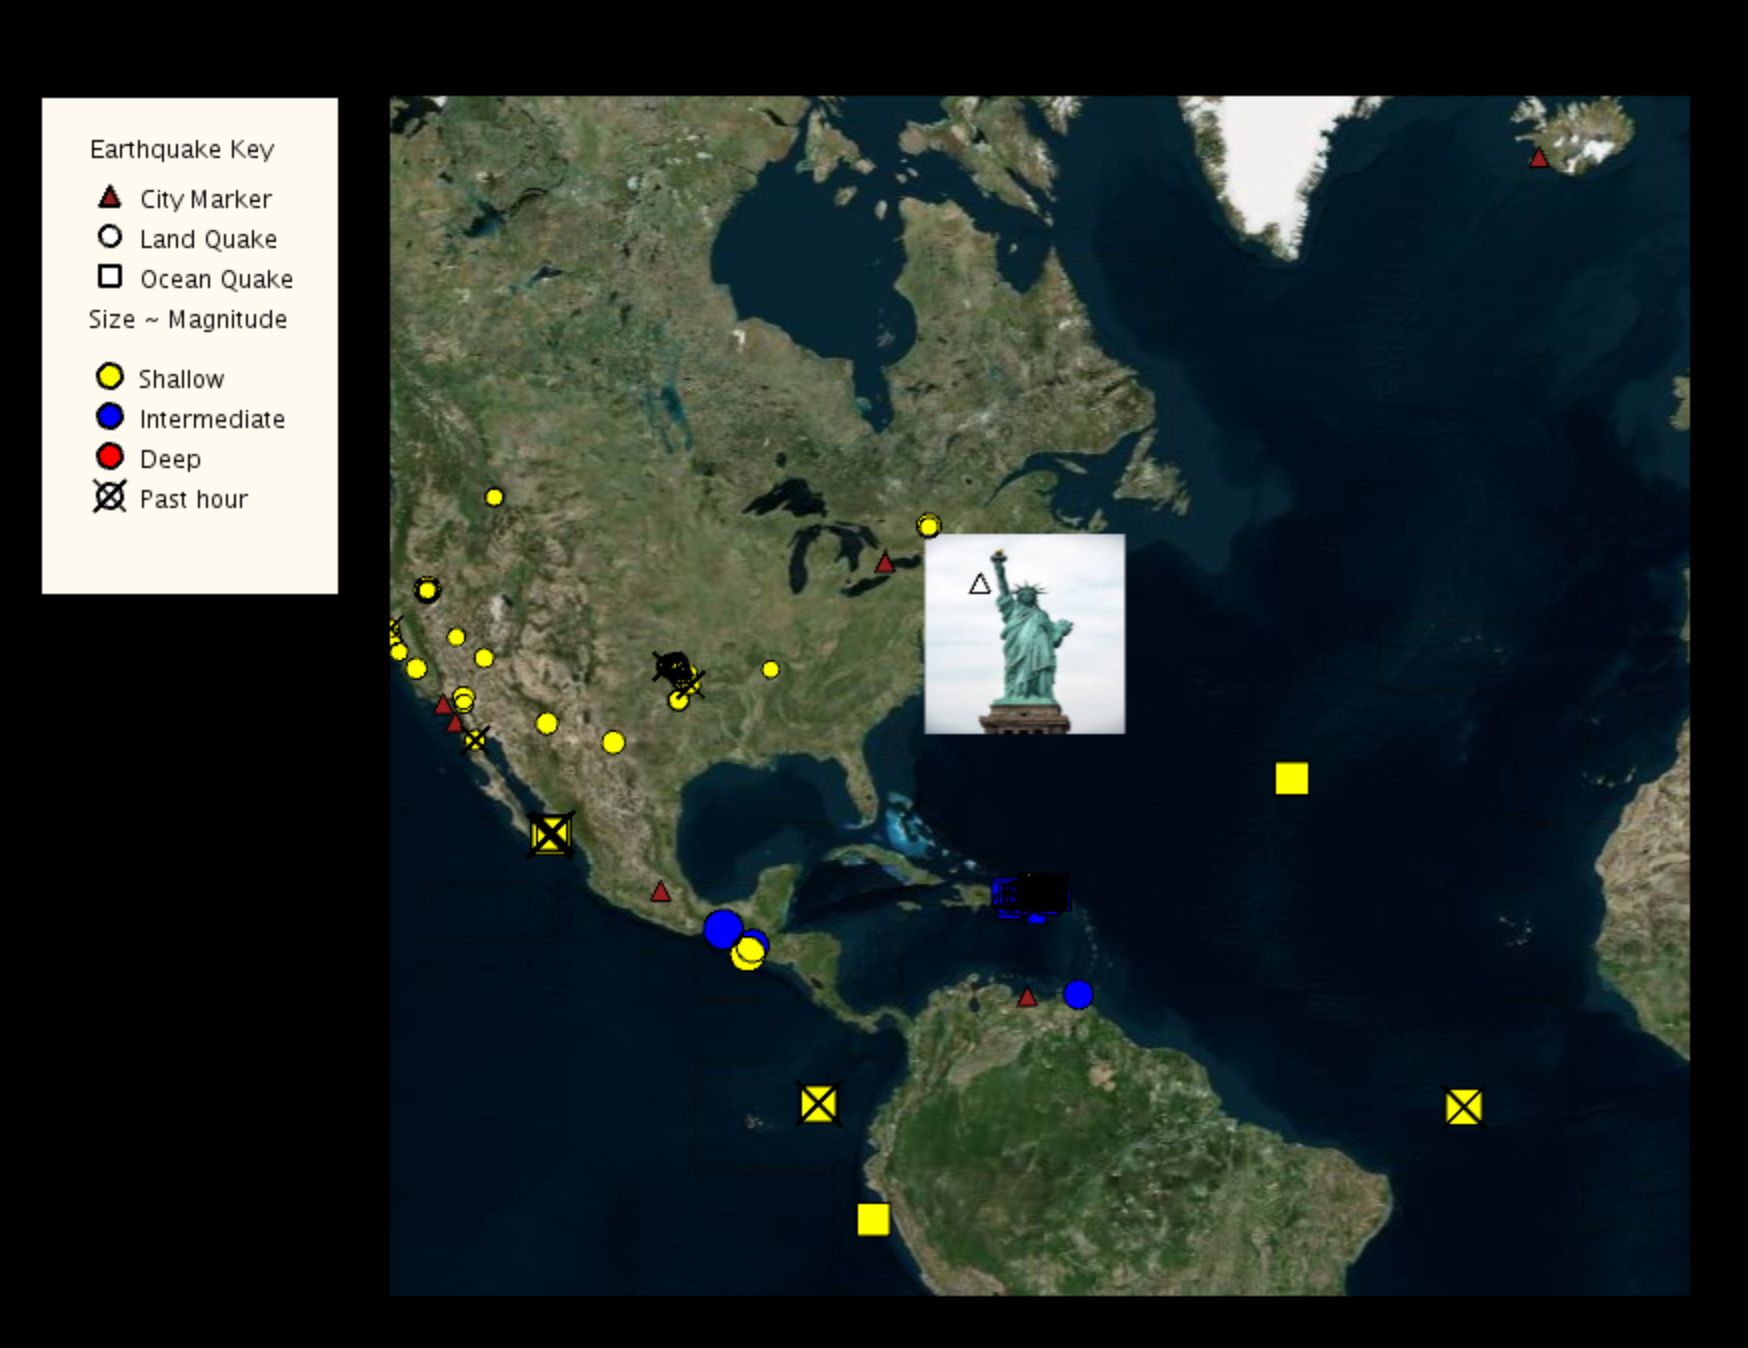 Earthquake Key
City Marker
Land Quake
Ocean Quake
Size ~ Magnitude
Shallow
Intermediate
Deep
Past hour